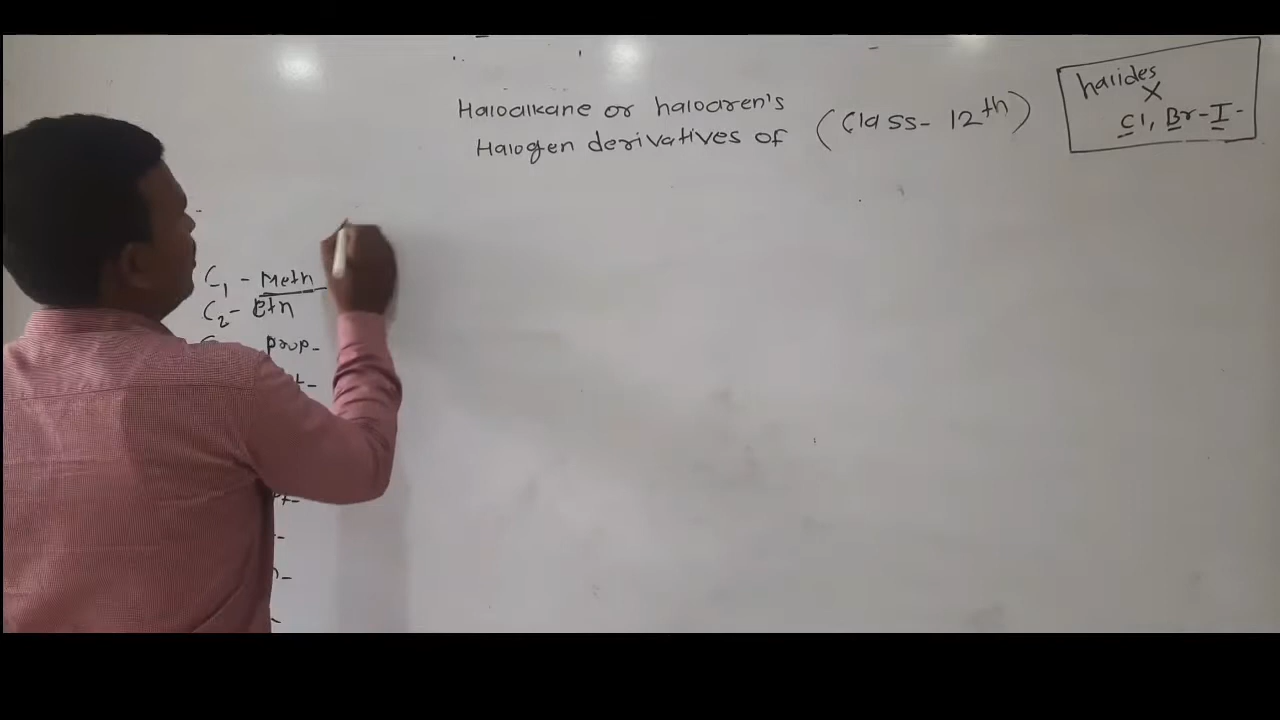 Haloalkane or haloaren's
Halogen derivatives of (Class- 12th)
halides
X
Cl, Br-I-
C1 - Meth
C2 - Eth
prop-
t-